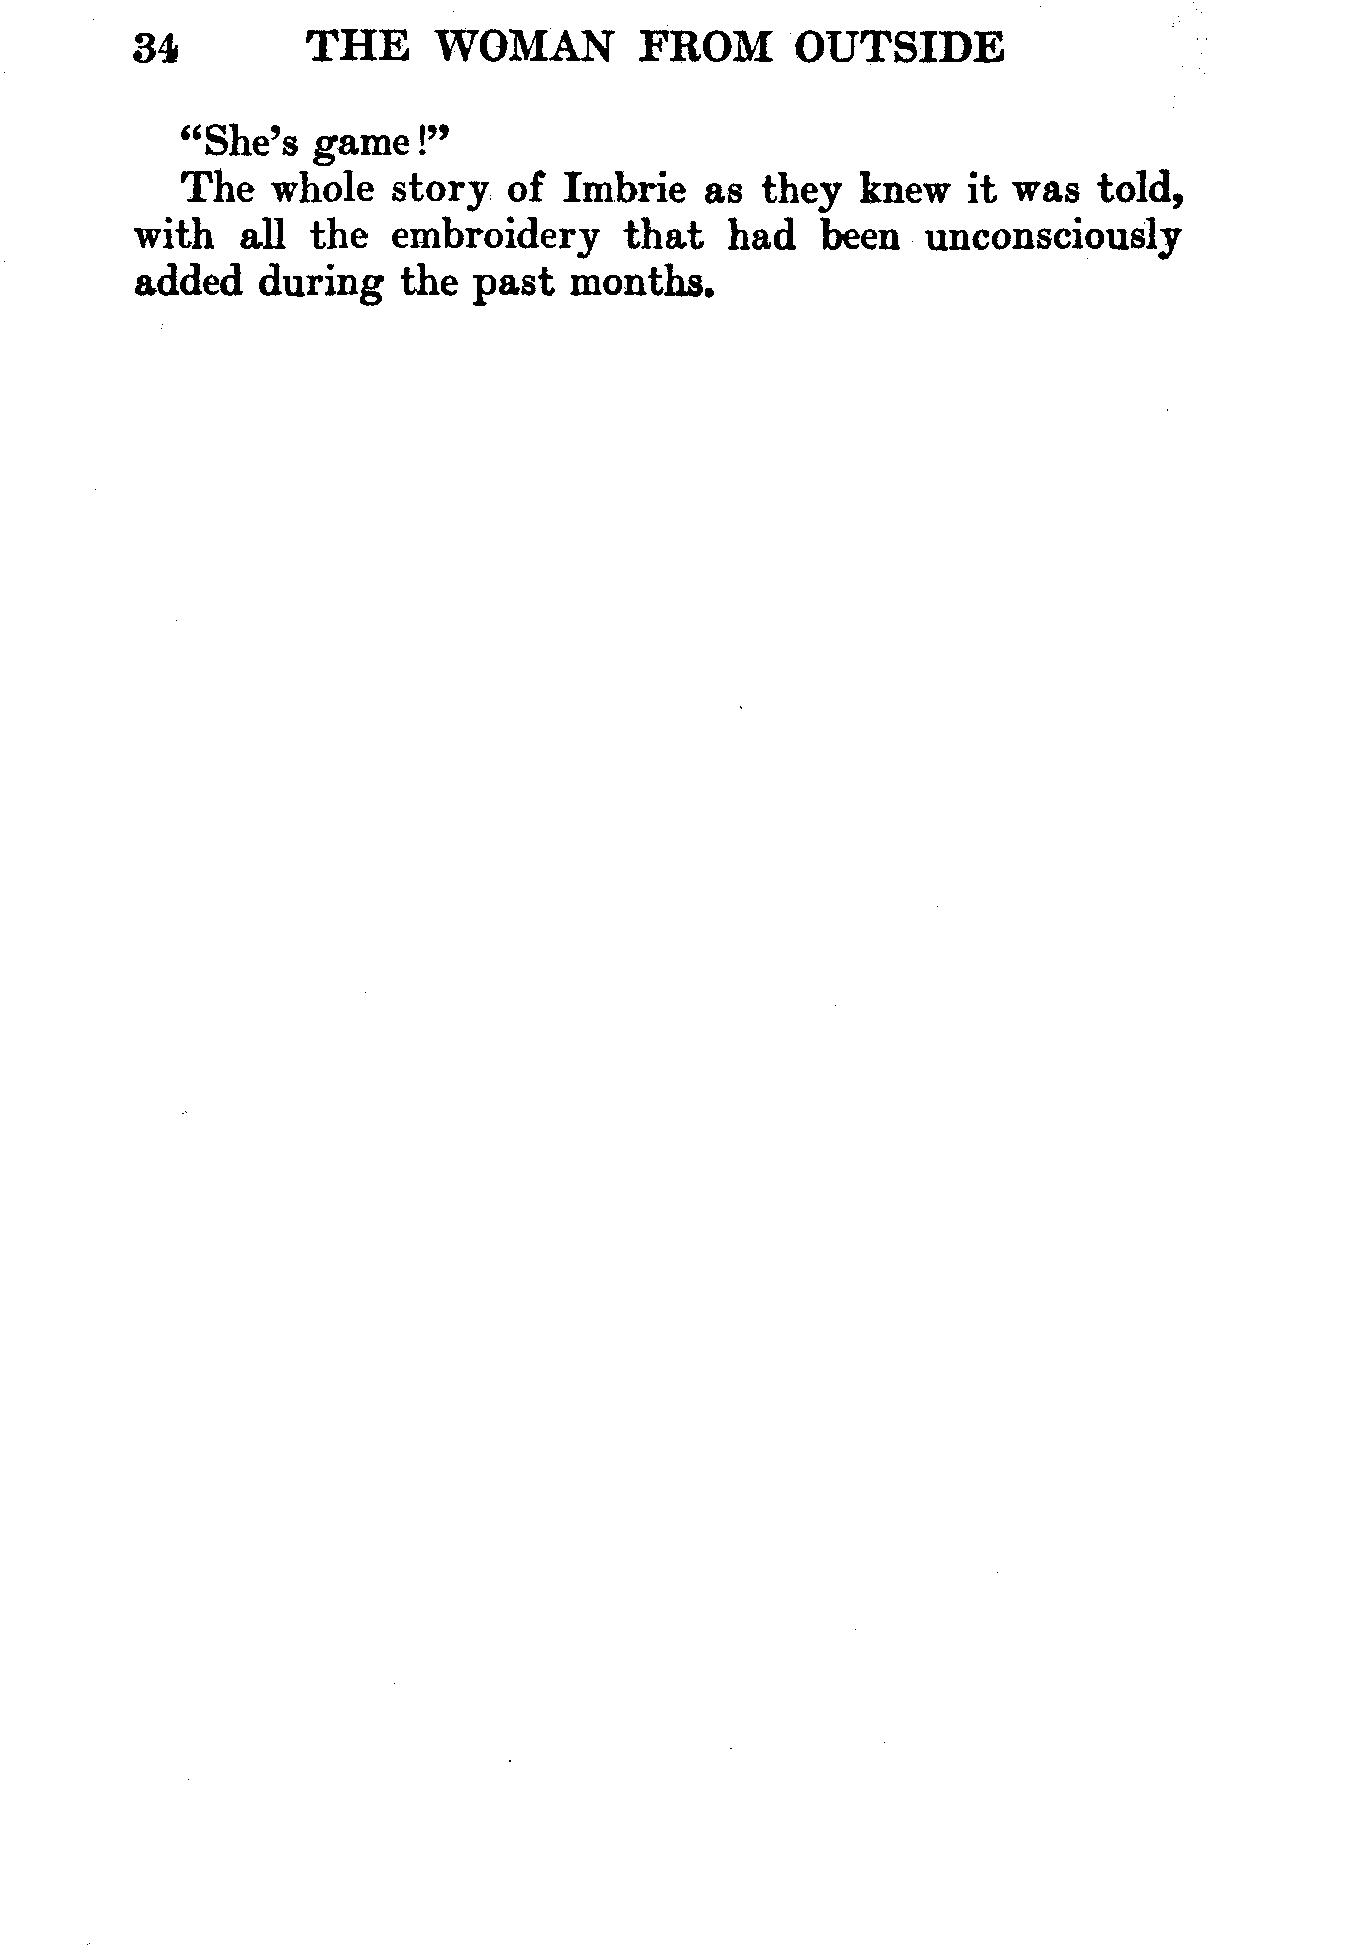 34 THE WOMAN FROM OUTSIDE
“She’s game!”
The whole story of Imbrie as they knew it was told,
with all the embroidery that had been unconsciously
added during the past months.